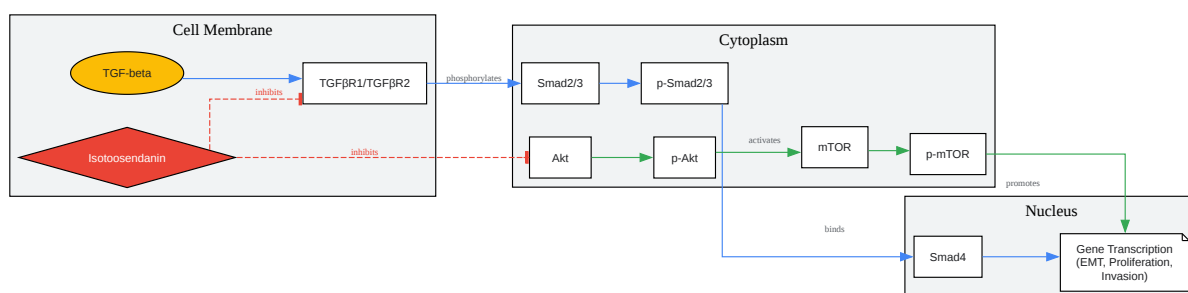 Cell Membrane
TGF-beta
TGFβR1/TGFβR2
inhibits
Isotoosendanin
inhibits
phosphorylates
Cytoplasm
Smad2/3
p-Smad2/3
Akt
p-Akt
activates
mTOR
p-mTOR
promotes
binds
Nucleus
Smad4
Gene Transcription
(EMT, Proliferation,
Invasion)